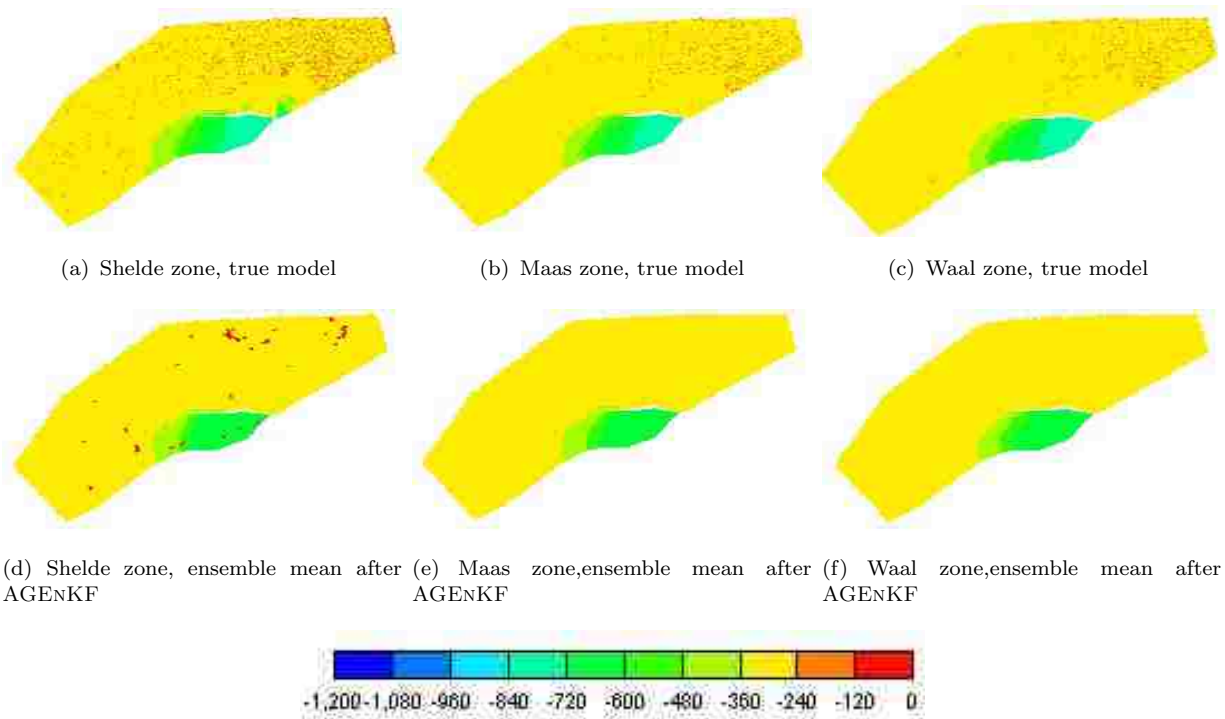 (a) Shelde zone, true model
(b) Maas zone, true model
(c) Waal zone, true model
(d) Shelde zone, ensemble mean after AGENKF
(e) Maas zone,ensemble mean after AGENKF
(f) Waal zone,ensemble mean after AGENKF
-1,200 -1,080 -960 -840 -720 -600 -480 -360 -240 -120 0